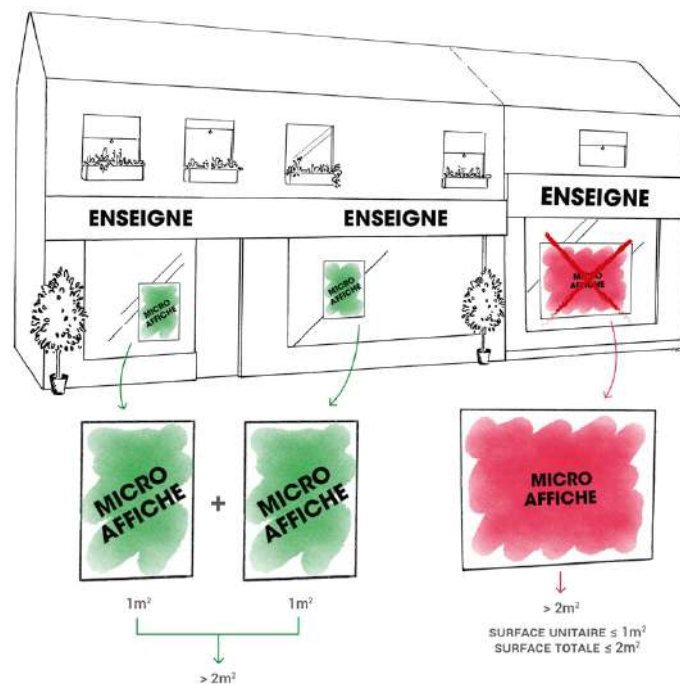 ENSEIGNE
ENSEIGNE
ENSEIGNE
MICRO
AFFICHE
MICRO
AFFICHE
MICRO
AFFICHE
MICRO
AFFICHE
+
MICRO
AFFICHE
MICRO
AFFICHE
1m²
1m²
> 2m²
> 2m²
SURFACE UNITAIRE ≤ 1m²
SURFACE TOTALE ≤ 2m²